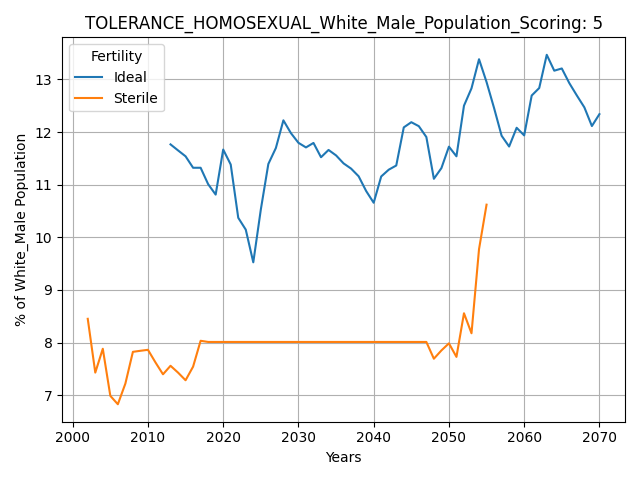 TOLERANCE_HOMOSEXUAL_White_Male_Population_Scoring: 5
Fertility
Ideal
Sterile
% of White_Male Population
13
12
11
10
9
8
7
2000 2010 2020 2030 2040 2050 2060 2070
Years